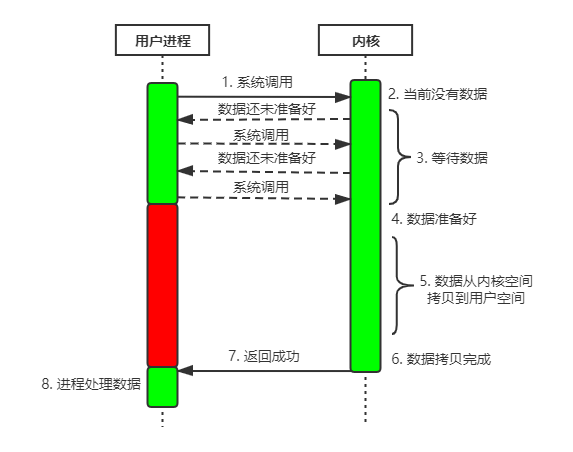 用户进程
内核
1. 系统调用
2. 当前没有数据
数据还未准备好
系统调用
数据还未准备好
3. 等待数据
系统调用
4. 数据准备好
5. 数据从内核空间
拷贝到用户空间
7. 返回成功
6. 数据拷贝完成
8. 进程处理数据